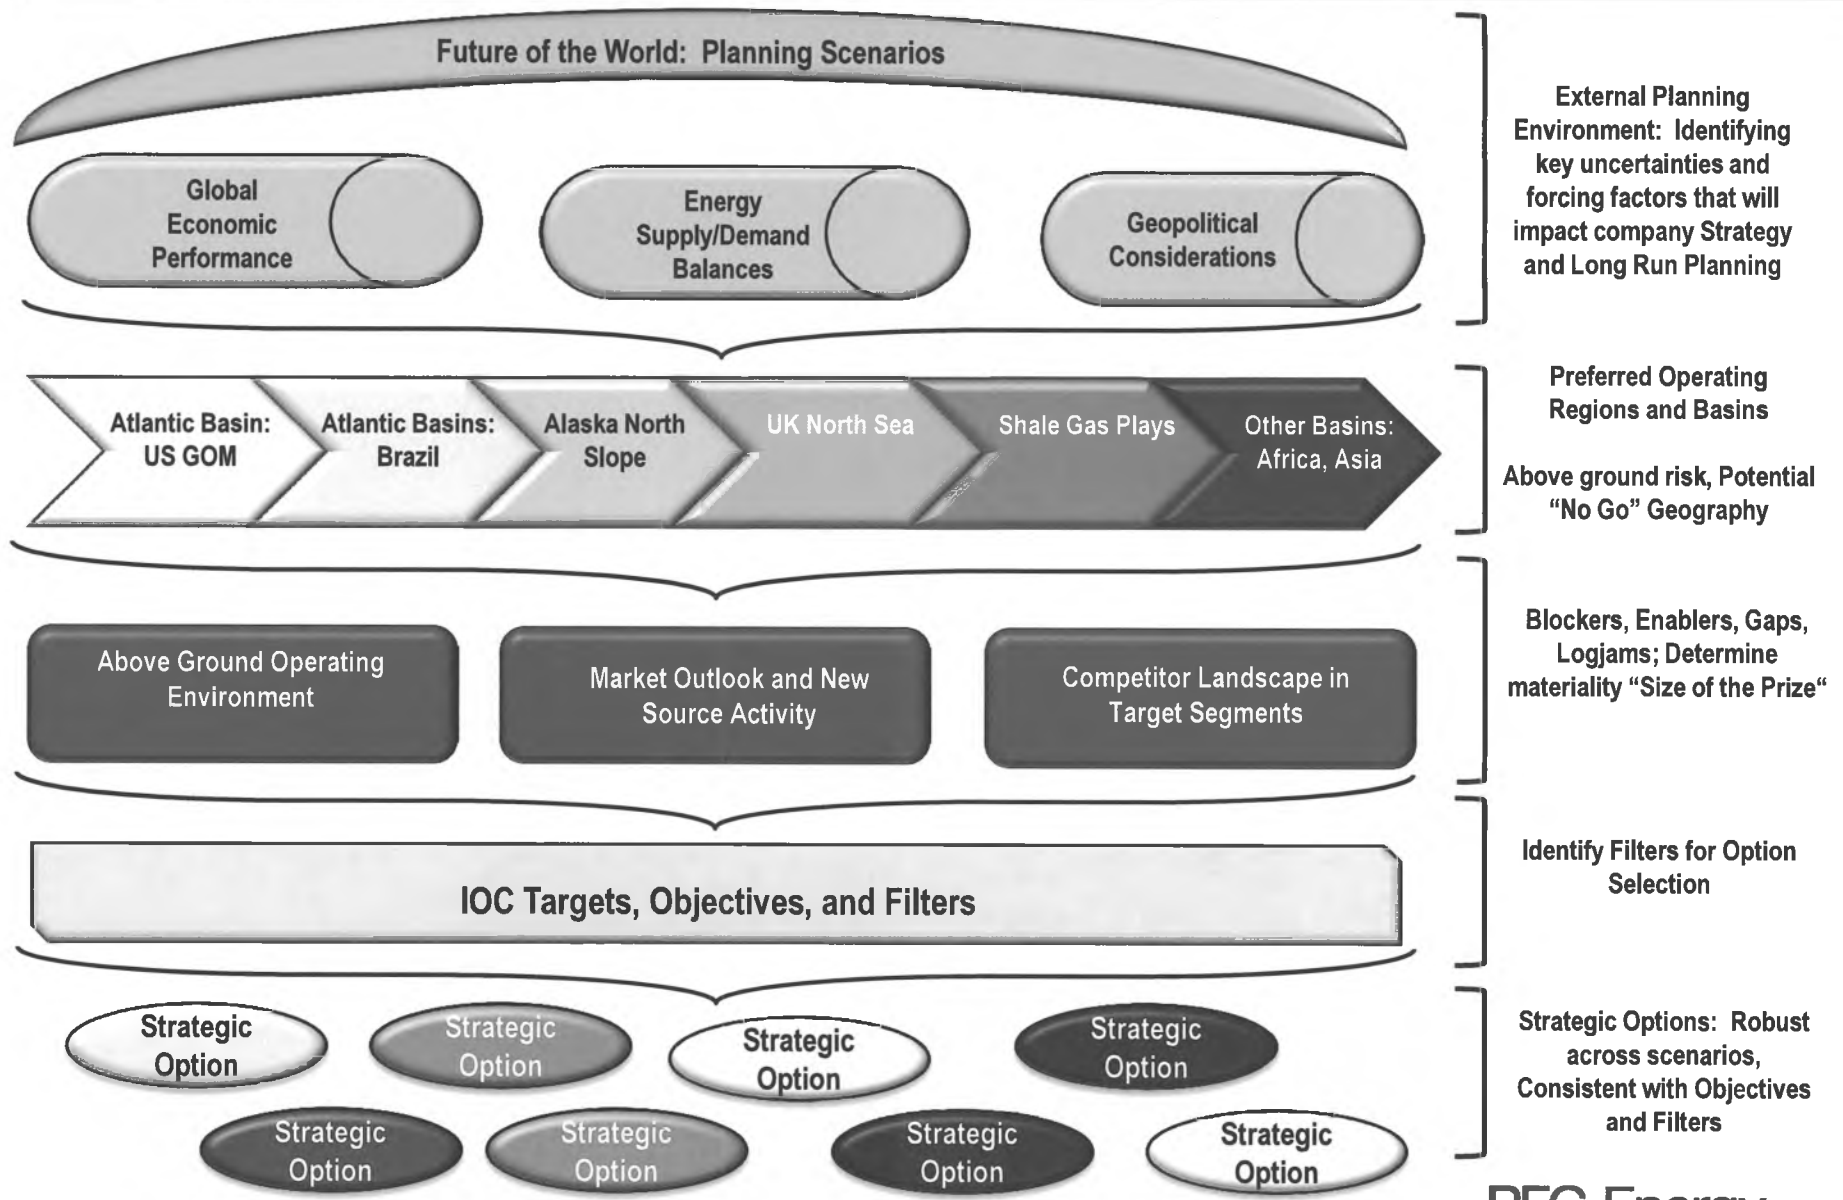 Future of the World: Planning Scenarios
Global
Economic
Performance
Energy
Supply/Demand
Balances
Geopolitical
Considerations
External Planning
Environment: Identifying
key uncertainties and
forcing factors that will
impact company Strategy
and Long Run Planning
Atlantic Basin:
US GOM
Atlantic Basins:
Brazil
Alaska North
Slope
UK North Sea
Shale Gas Plays
Other Basins:
Africa, Asia
Preferred Operating
Regions and Basins
Above ground risk, Potential
“No Go” Geography
Above Ground Operating
Environment
Market Outlook and New
Source Activity
Competitor Landscape in
Target Segments
Blockers, Enablers, Gaps,
Logjams; Determine
materiality “Size of the Prize“
IOC Targets, Objectives, and Filters
Identify Filters for Option
Selection
Strategic
Option
Strategic
Option
Strategic
Option
Strategic
Option
Strategic
Option
Strategic
Option
Strategic
Option
Strategic
Option
Strategic Options: Robust
across scenarios,
Consistent with Objectives
and Filters
PFC Energy